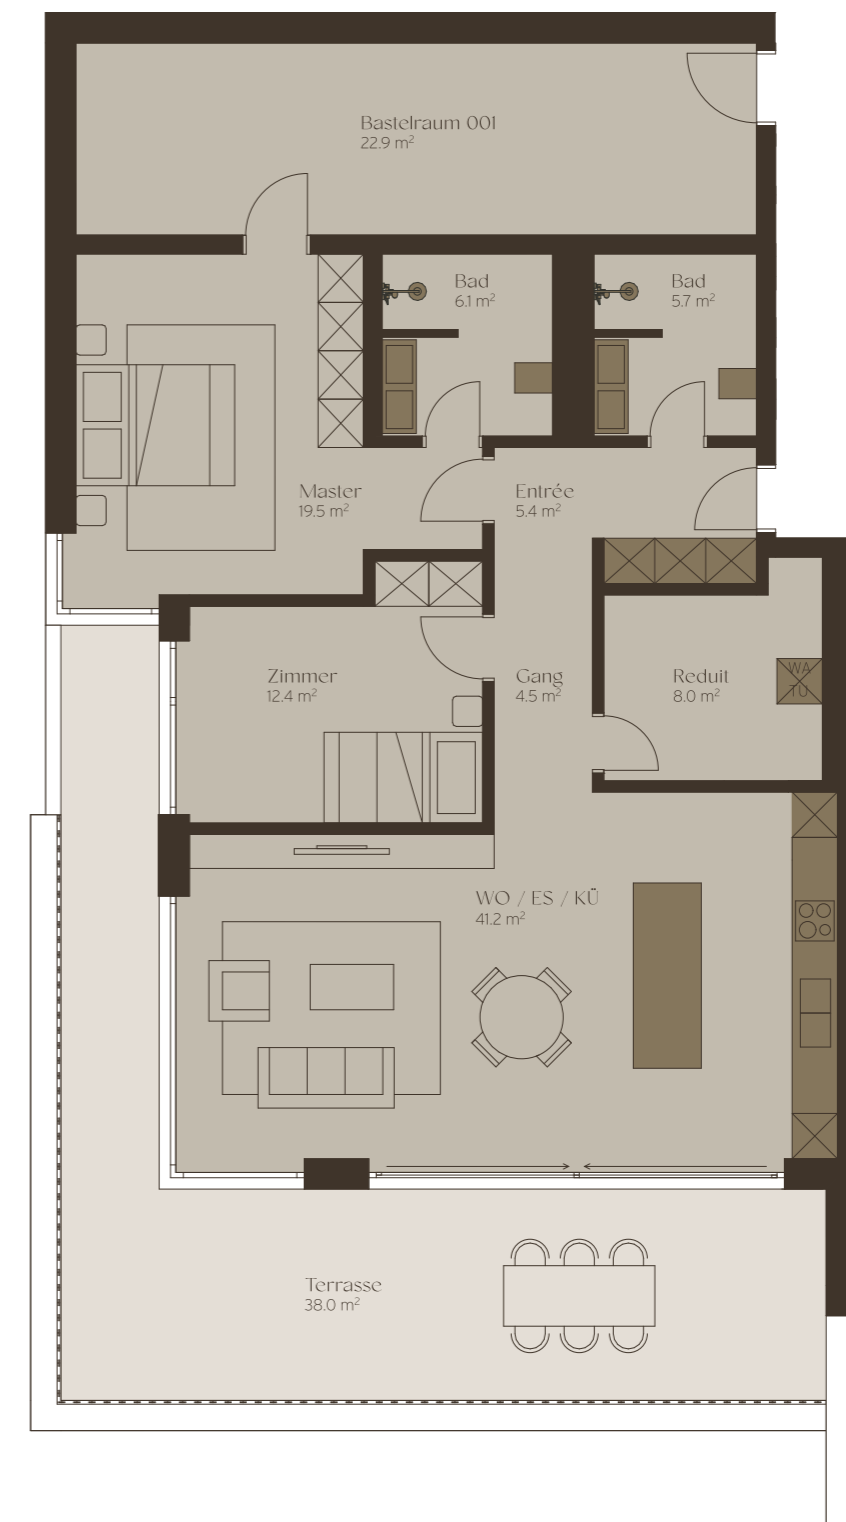 Bastelraum 001
22.9 m²
Bad
6.1 m²
Bad
5.7 m²
Master
19.5 m²
Entrée
5.4 m²
Zimmer
12.4 m²
Gang
4.5 m²
Reduit
8.0 m²
WA
TU
WO / ES / KÜ
41.2 m²
Terrasse
38.0 m²